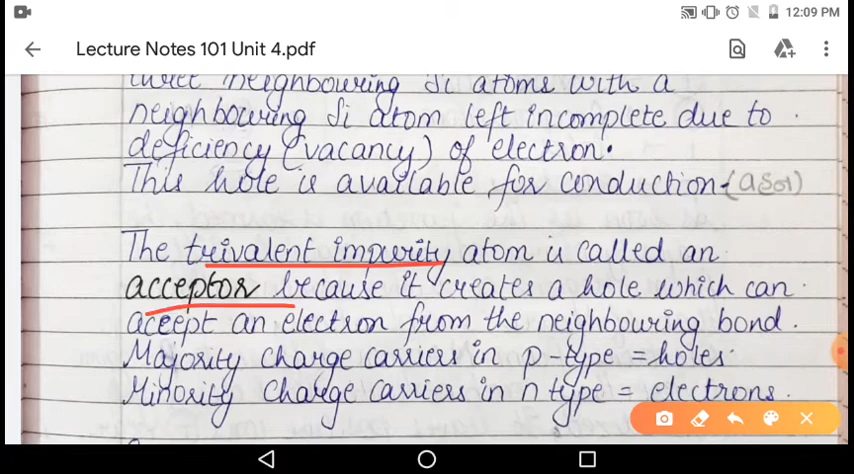 12:09 PM
Lecture Notes 101 Unit 4.pdf
three neighbouring Si atoms with a
neighbouring Si atom left incomplete due to
deficiency (vacancy) of electron.
This hole is available for conduction
The trivalent impurity atom is called an
acceptor because it creates a hole which can
accept an electron from the neighbouring bond.
Majority charge carriers in p-type = holes
Minority charge carriers in n type = electrons.